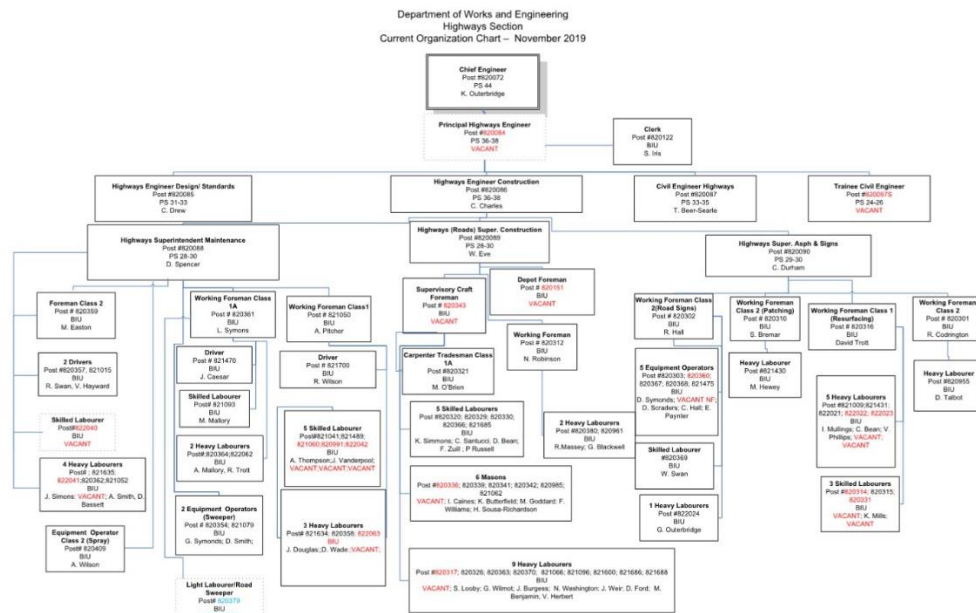 Department of Works and Engineering
Highways Section
Current Organization Chart – November 2019
Chief Engineer
Post #820072
PS 44
K. Outerbridge
Principal Highways Engineer
Post #820084
PS 36-38
VACANT
Clerk
Post #820122
BIU
S. Iris
Highways Engineer Design/ Standards
Post #820085
PS 31-33
C. Drew
Highways Engineer Construction
Post #820086
PS 36-38
C. Charles
Civil Engineer Highways
Post #820087
PS 33-35
T. Beer-Searle
Trainee Civil Engineer
Post #820097S
PS 24-26
VACANT
Highways Superintendent Maintenance
Post #820088
PS 28-30
D. Spencer
Highways (Roads) Super. Construction
Post #820089
PS 28-30
W. Eve
Highways Super. Asph & Signs
Post #820090
PS 29-30
C. Durham
Foreman Class 2
Post # 820359
BIU
M. Easton
2 Drivers
Post #820357, 821015
BIU
R. Swan, V. Hayward
Skilled Labourer
Post#822040
BIU
VACANT
4 Heavy Labourers
Post# ; 821635;
822041;820362;821052
BIU
J. Simons: VACANT; A. Smith, D.
Bassett
Equipment Operator
Class 2 (Spray)
Post# 820409
BIU
A. Wilson
Working Foreman Class
1A
Post # 820361
BIU
L. Symons
Driver
Post # 821470
BIU
J. Caesar
Skilled Labourer
Post # 821093
BIU
M. Mallory
2 Heavy Labourers
Post#;820364;822062
BIU
A. Mallory, R. Trott
2 Equipment Operators
(Sweeper)
Post # 820354; 821079
BIU
G. Symonds; D. Smith;
Light Labourer/Road
Sweeper
Post# 820379
BIU
Working Foreman Class1
Post # 821050
BIU
A. Pitcher
Driver
Post # 821700
BIU
R. Wilson
5 Skilled Labourer
Post#821041;821489;
821060;820991;822042
BIU
A. Thompson;J. Vanderpool;
VACANT;VACANT;VACANT
3 Heavy Labourers
Post# 821634; 820358; 822063
BIU
J. Douglas;;D. Wade ;VACANT;
Supervisory Craft
Foreman
Post # 820343
BIU
VACANT
Carpenter Tradesman Class
1A
Post #820321
BIU
M. O'Brien
5 Skilled Labourers
Post #820320; 820329; 820330;
820366; 821685
BIU
K. Simmons; C. Santucci, D. Bean;
F. Zuill ; P Russell
6 Masons
Post #820336; 820339; 820341; 820342; 820985;
821062
VACANT; I. Caines; K. Butterfield; M. Goddard: F.
Williams; H. Sousa-Richardson
9 Heavy Labourers
Post #820317; 820326; 820363; 820370; 821066; 821096; 821600; 821686; 821688
BIU
VACANT; S. Looby; G. Wilmot; J. Burgess; N. Washington: J. Weir; D. Ford; M.
Benjamin, V. Herbert
Depot Foreman
Post # 820151
BIU
VACANT
Working Foreman
Post # 820312
BIU
N. Robinson
2 Heavy Labourers
Post #820380; 820961
BIU
R.Massey; G. Blackwell
Working Foreman Class
2(Road Signs)
Post # 820302
BIU
R. Hall
5 Equipment Operators
Post #820303; 820360;
820367; 820368; 821475
BIU
D. Symonds; VACANT NF;
D. Scraders; C. Hall; E.
Paynter
Skilled Labourer
Post #820369
BIU
W. Swan
1 Heavy Labourers
Post #822024
BIU
G. Outerbridge
Working Foreman
Class 2 (Patching)
Post # 820310
BIU
S. Bremar
Heavy Labourer
Post #821430
BIU
M. Hewey
Working Foreman Class 1
(Resurfacing)
Post # 820316
BIU
David Trott
5 Heavy Labourers
Post #821009;821431;
822021; 822022; 822023
BIU
I. Mullings; C. Bean; V.
Phillips; VACANT; VACANT
3 Skilled Labourers
Post #820314; 820315;
820331
BIU
VACANT; K. Mills;
VACANT
Working Foreman
Class 2
Post # 820301
BIU
R. Codrington
Heavy Labourer
Post #820955
BIU
D. Talbot